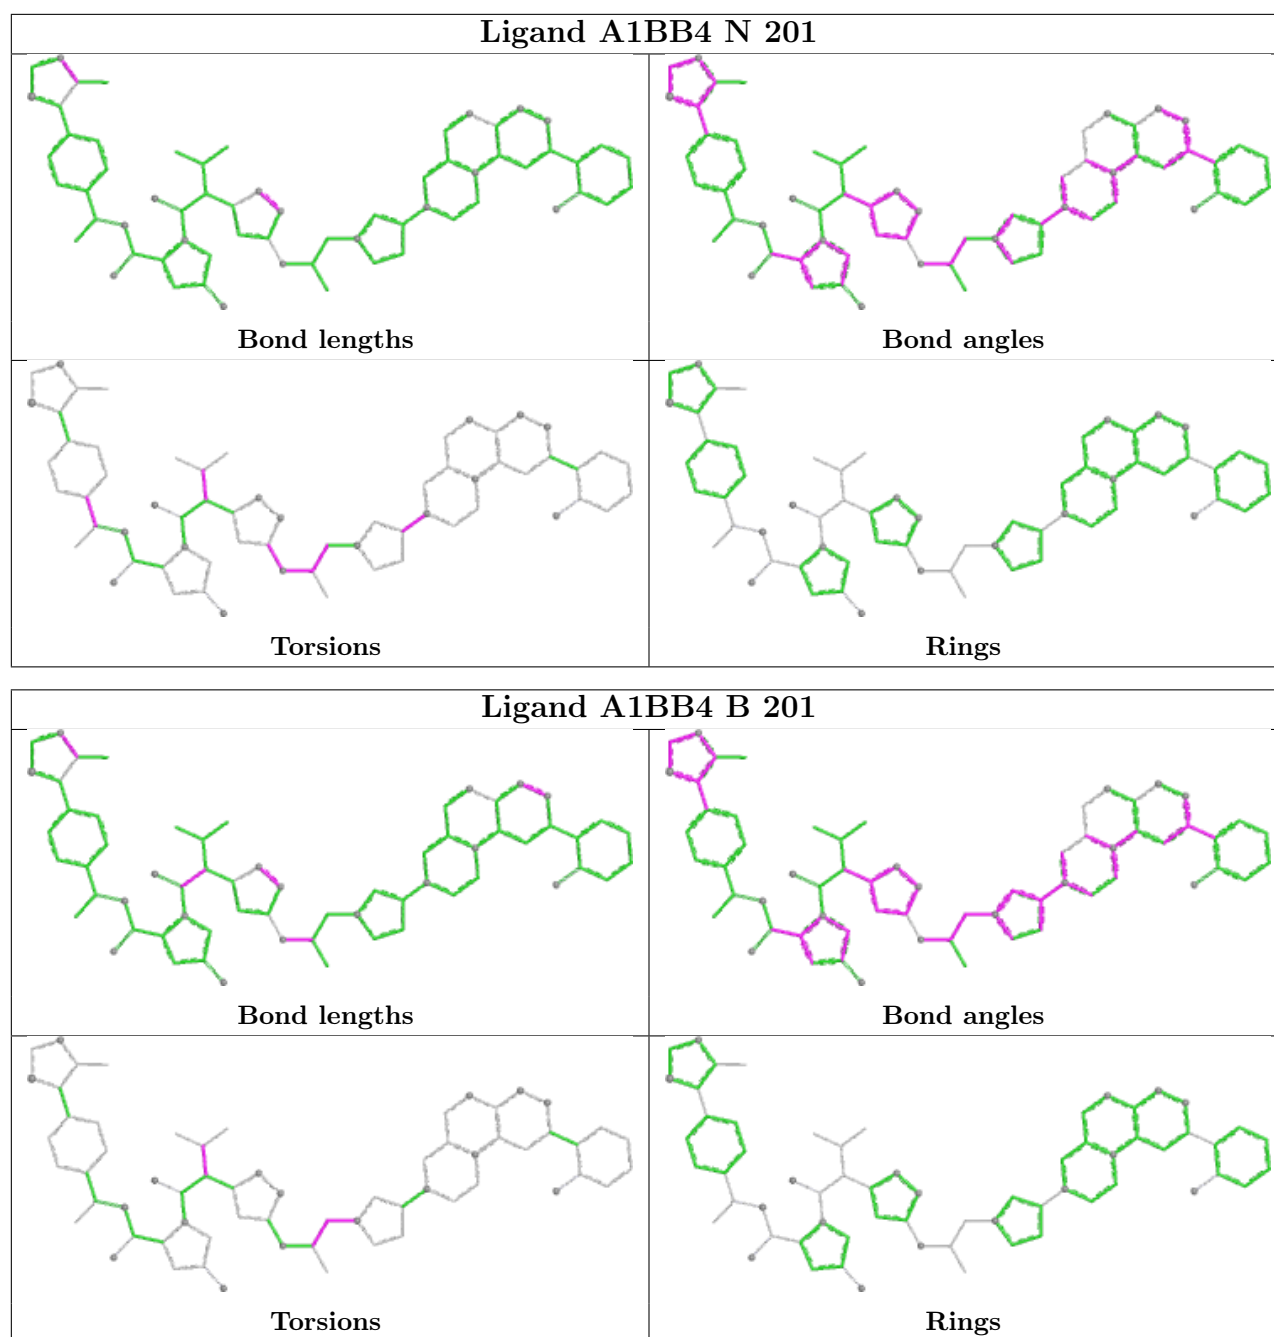 Ligand A1BB4 N 201
Bond lengths
Bond angles
Torsions
Rings
Ligand A1BB4 B 201
Bond lengths
Bond angles
Torsions
Rings